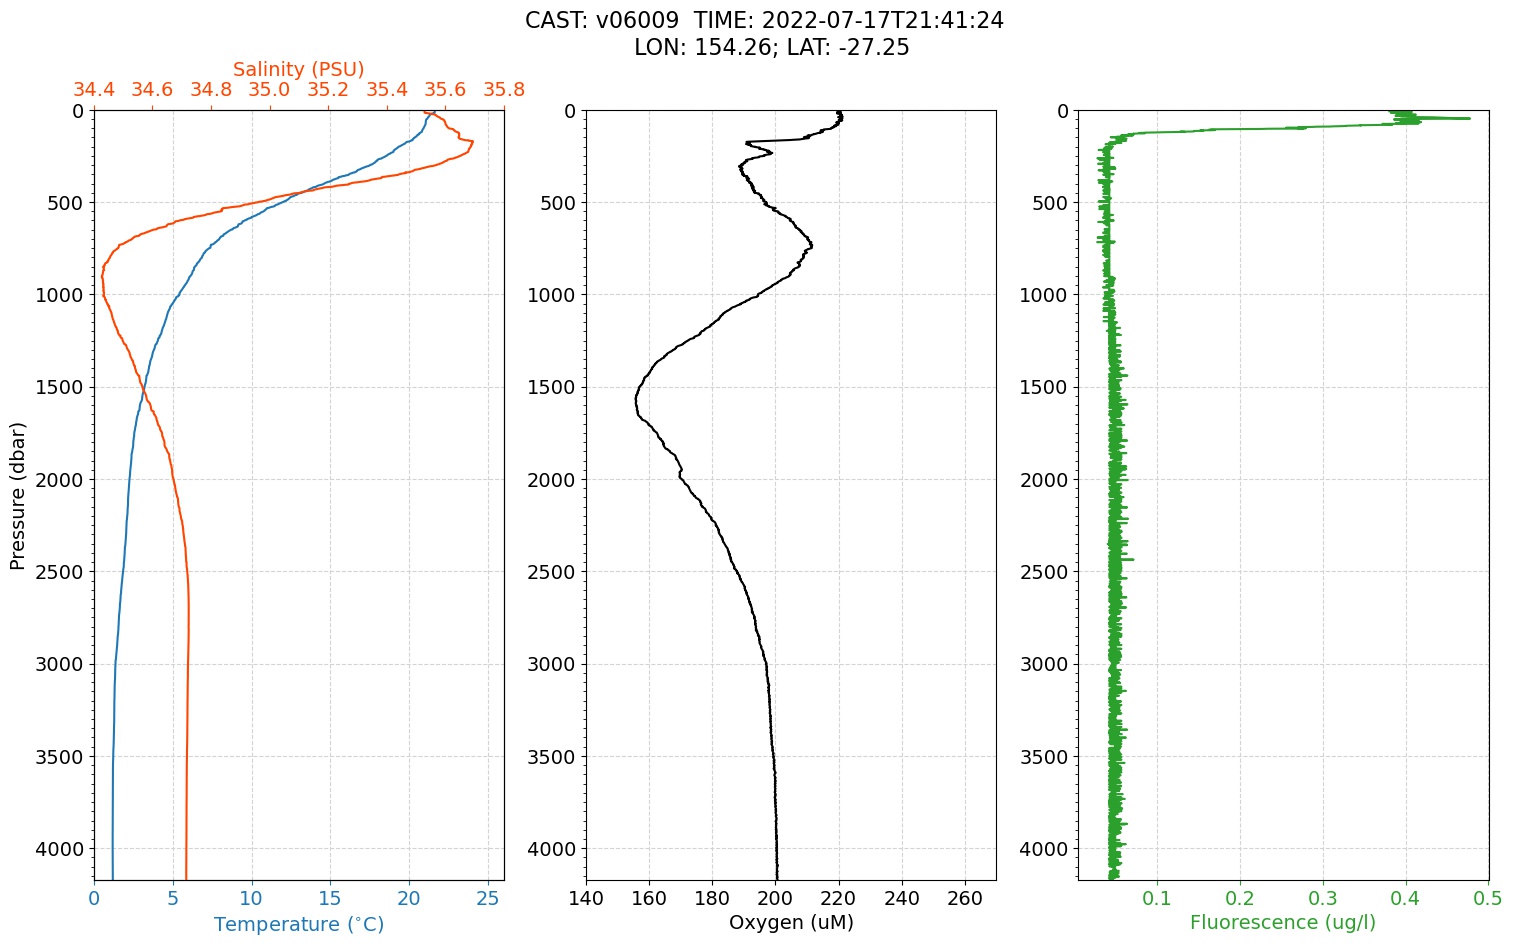 CAST: v06009  TIME: 2022-07-17T21:41:24
LON: 154.26; LAT: -27.25
Salinity (PSU)
34.4 34.6 34.8 35.0 35.2 35.4 35.6 35.8
0
500
1000
1500
2000
2500
3000
3500
4000
Pressure (dbar)
0 5 10 15 20 25
Temperature (°C)
0
500
1000
1500
2000
2500
3000
3500
4000
140 160 180 200 220 240 260
Oxygen (uM)
0
500
1000
1500
2000
2500
3000
3500
4000
0.1 0.2 0.3 0.4 0.5
Fluorescence (ug/l)